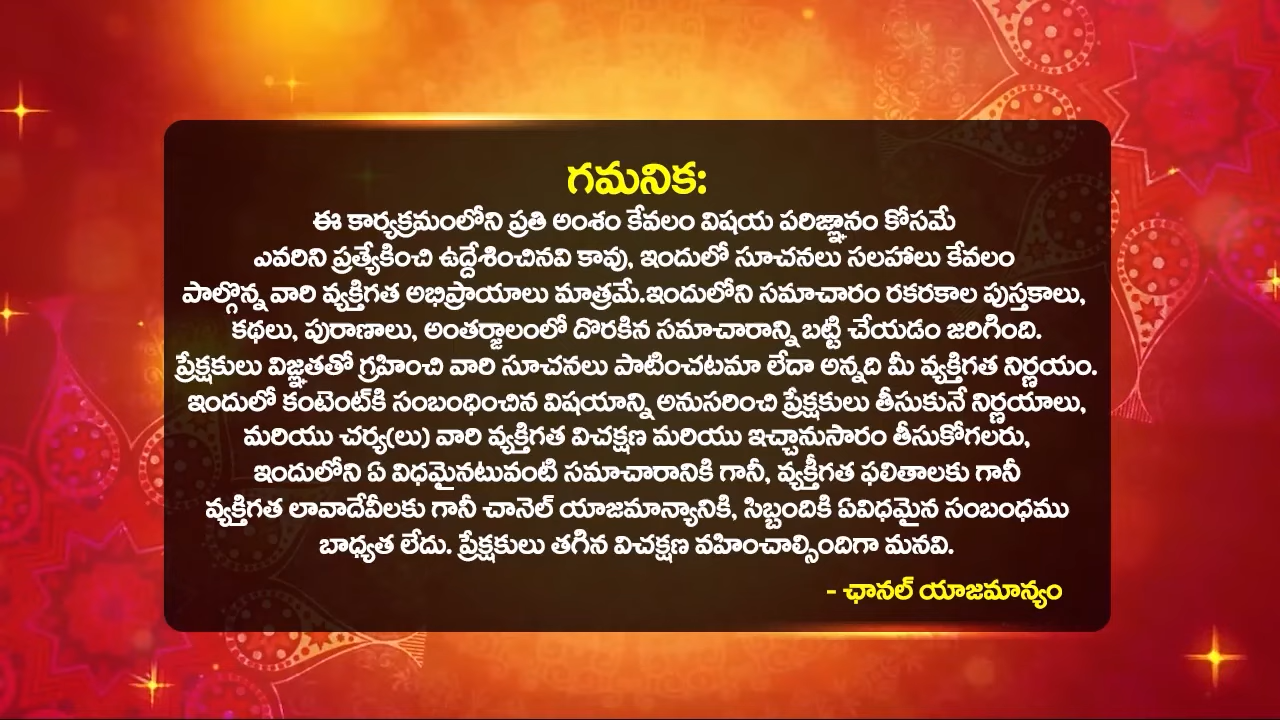 గమనిక:
ఈ కార్యక్రమంలోని ప్రతి అంశం కేవలం విషయ పరిజ్ఞానం కోసమే
ఎవరిని ప్రత్యేకించి ఉద్దేశించినవి కావు, ఇందులో సూచనలు సలహాలు కేవలం
పాల్గొన్న వారి వ్యక్తిగత అభిప్రాయాలు మాత్రమే.ఇందులోని సమాచారం రకరకాల పుస్తకాలు,
కథలు, పురాణాలు, అంతర్జాలంలో దొరకిన సమాచారాన్ని బట్టి చేయడం జరిగింది.
ప్రేక్షకులు విజ్ఞతతో గ్రహించి వారి సూచనలు పాటించటమా లేదా అన్నది మీ వ్యక్తిగత నిర్ణయం.
ఇందులో కంటెంట్‌కి సంబంధించిన విషయాన్ని అనుసరించి ప్రేక్షకులు తీసుకునే నిర్ణయాలు,
మరియు చర్య(లు) వారి వ్యక్తిగత విచక్షణ మరియు ఇచ్చానుసారం తీసుకోగలరు,
ఇందులోని ఏ విధమైనటువంటి సమాచారానికి గానీ, వ్యక్తీగత ఫలితాలకు గానీ
వ్యక్తిగత లావాదేవీలకు గానీ చానెల్ యాజమాన్యానికి, సిబ్బందికి ఏవిధమైన సంబంధము
బాధ్యత లేదు. ప్రేక్షకులు తగిన విచక్షణ వహించాల్సిందిగా మనవి.
- ఛానల్ యాజమాన్యం